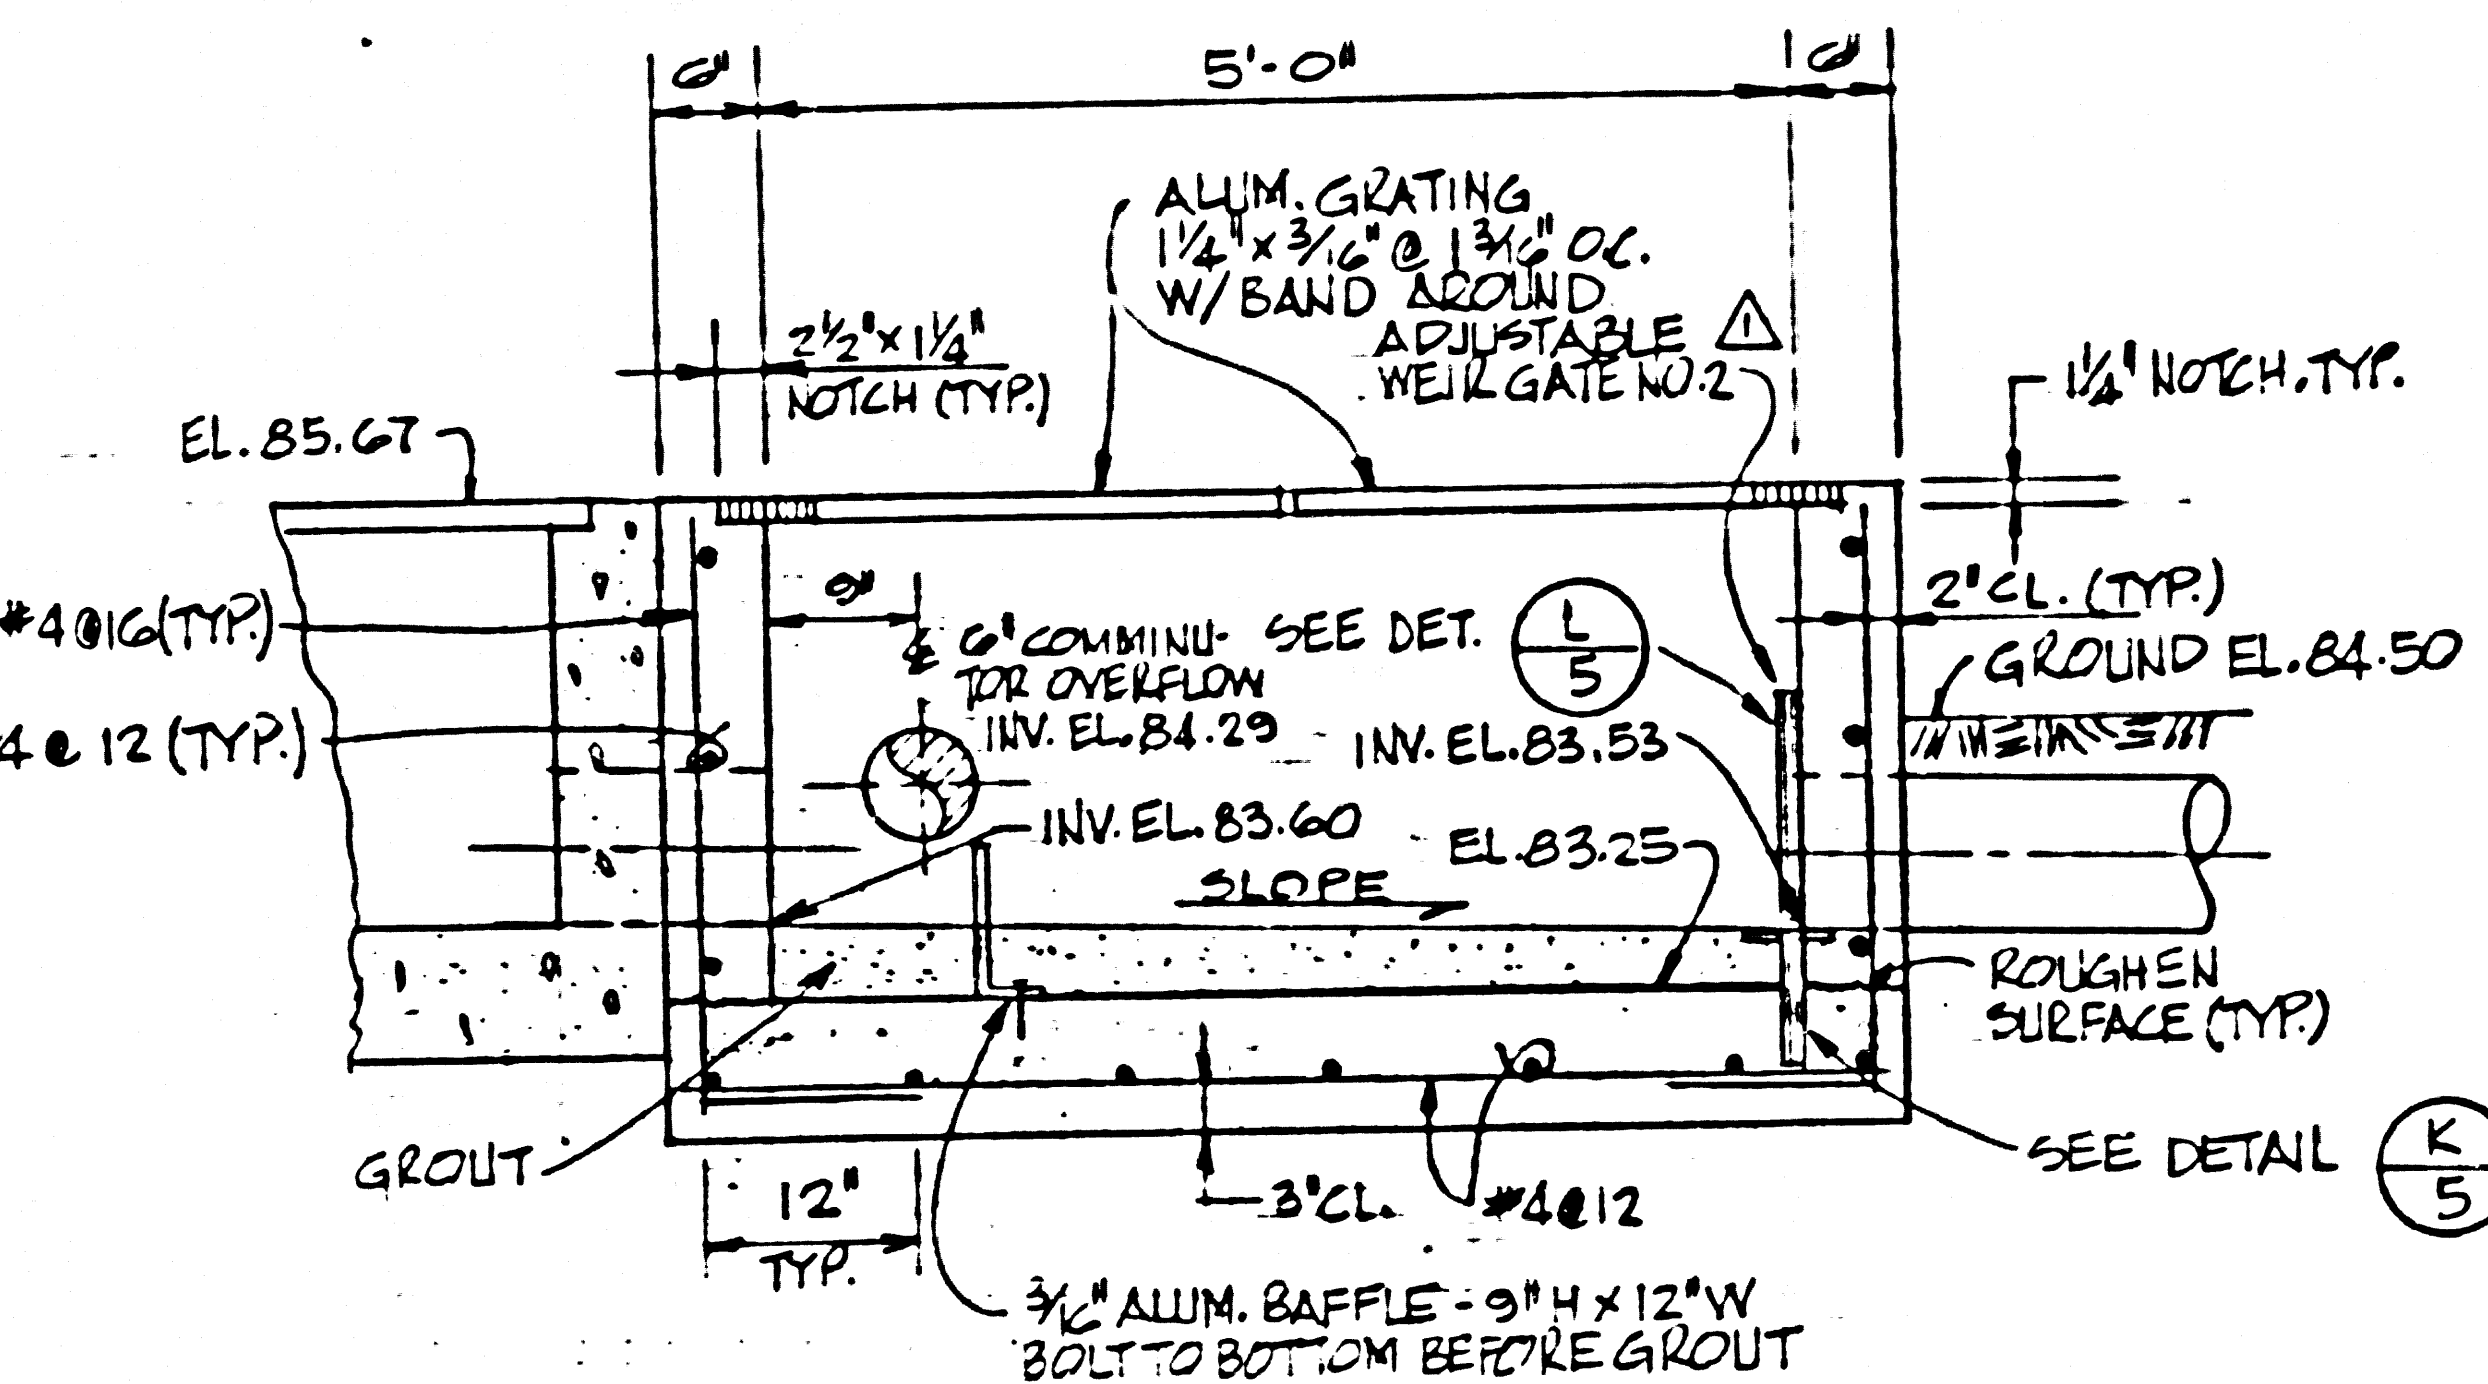 6"
5'-0"
6"
ALUM. GRATING
1¼" x 3/16" @ 1 3/16" O.C.
W/ BAND AROUND
ADJUSTABLE 1
WEIR GATE NO. 2
2½" x 1¼"
NOTCH (TYP.)
1¼" NOTCH. TYP.
EL. 85.67
9"
2" CL. (TYP.)
#4@16 (TYP.)
℄ 6" COMMINU-
TOR OVERFLOW
INV. EL. 84.29
SEE DET.
L
5
GROUND EL. 84.50
4 @ 12 (TYP.)
INV. EL. 83.53
INV. EL. 83.60
EL. 83.25
SLOPE
ROUGHEN
SURFACE (TYP.)
GROUT
12"
TYP.
3" CL.
#4@12
SEE DETAIL
K
5
3/16" ALUM. BAFFLE - 9" H x 12" W
BOLT TO BOTTOM BEFORE GROUT